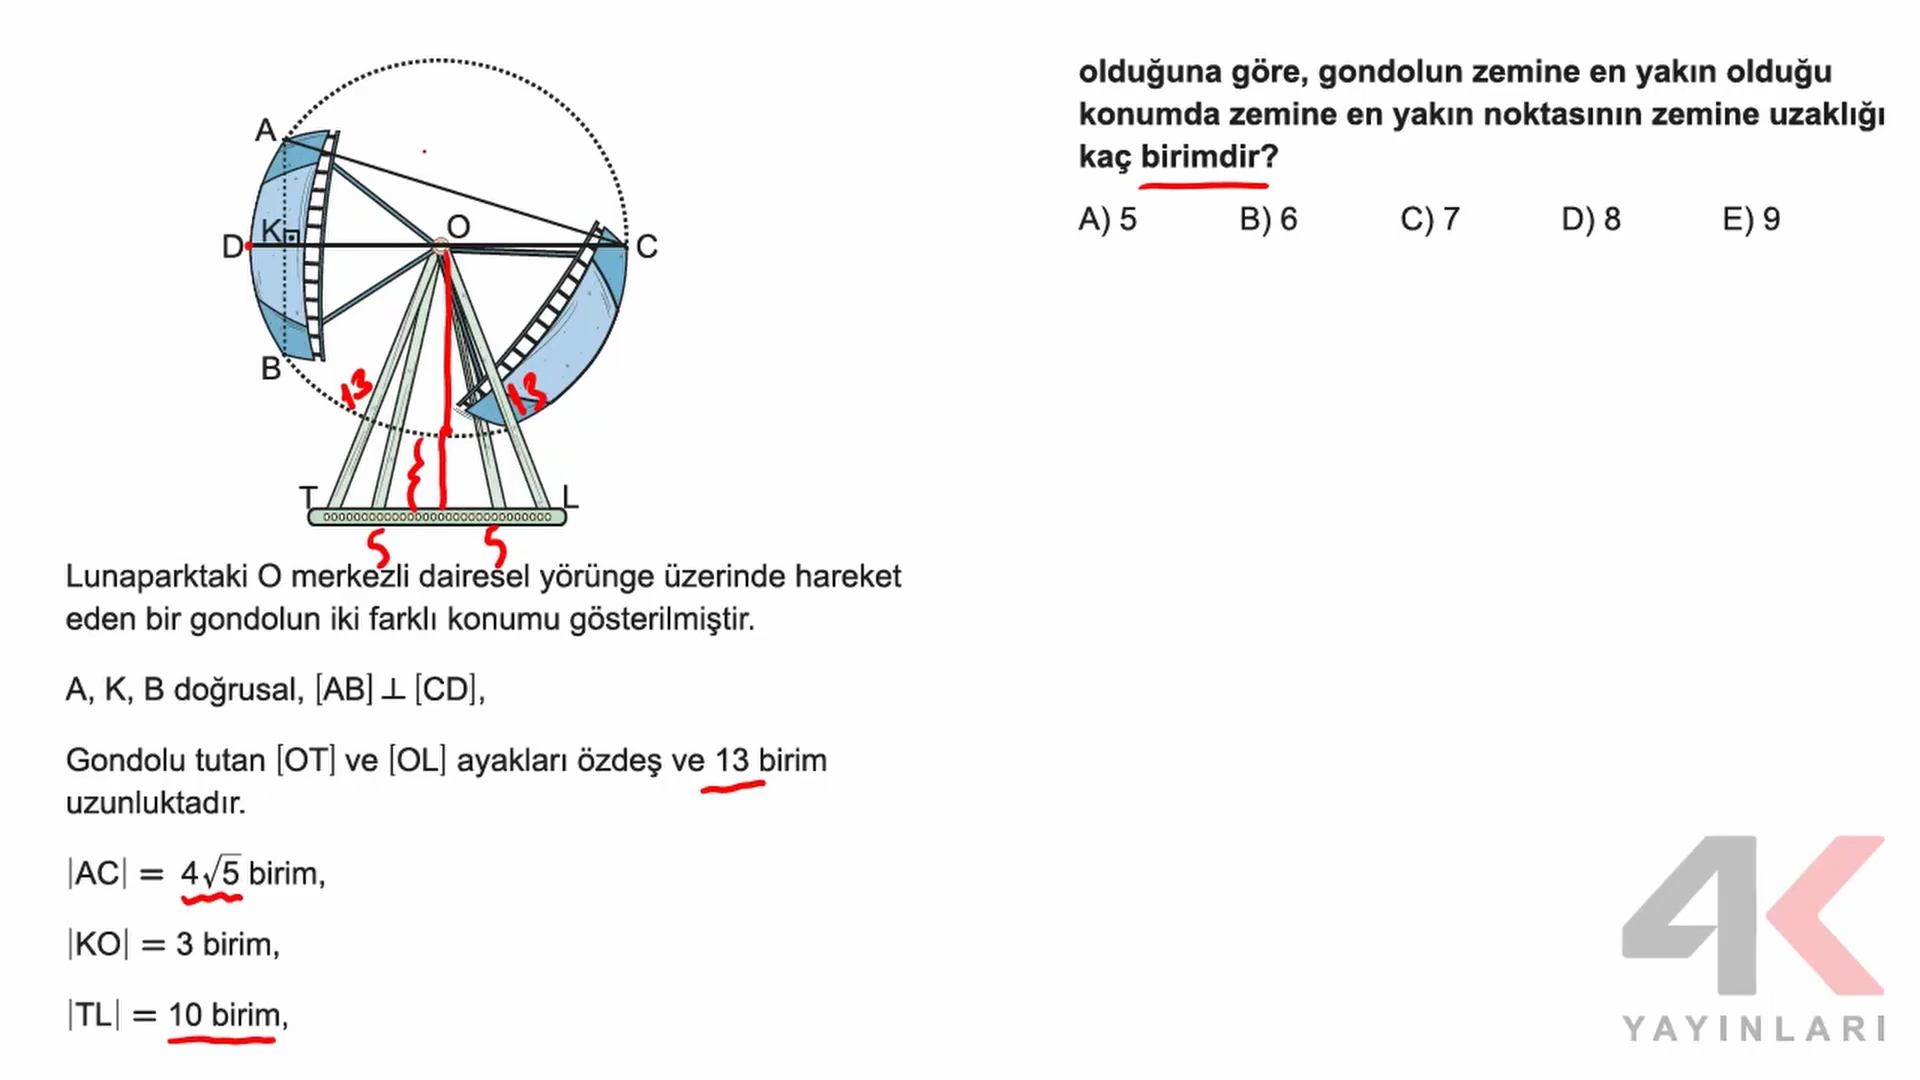 A
K
O
D
C
B
13
13
T
L
5
5
Lunaparktaki O merkezli dairesel yörünge üzerinde hareket
eden bir gondolun iki farklı konumu gösterilmiştir.
A, K, B doğrusal, [AB] ⊥ [CD],
Gondolu tutan [OT] ve [OL] ayakları özdeş ve 13 birim
uzunluktadır.
|AC| = 4√5 birim,
|KO| = 3 birim,
|TL| = 10 birim,
olduğuna göre, gondolun zemine en yakın olduğu
konumda zemine en yakın noktasının zemine uzaklığı
kaç birimdir?
A) 5 B) 6 C) 7 D) 8 E) 9
4K
YAYINLARI